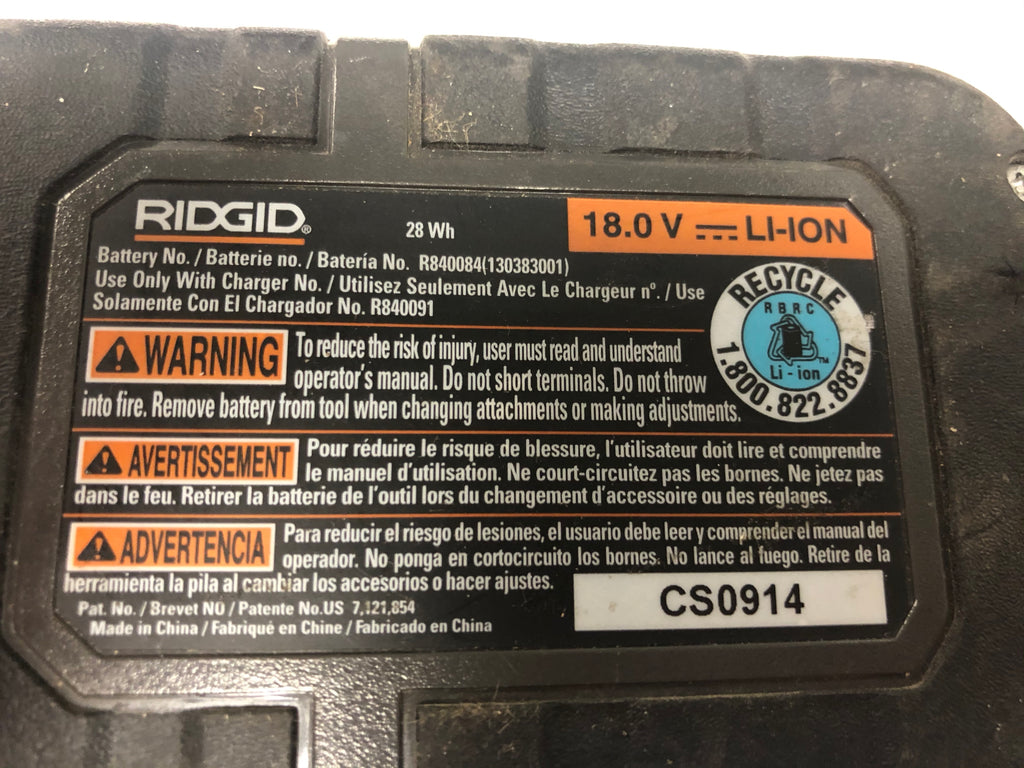 RIDGID®
28 Wh
18.0 V LI-ION
Battery No. / Batterie no. / Batería No. R840084(130383001)
Use Only With Charger No. / Utilisez Seulement Avec Le Chargeur nº. / Use
Solamente Con El Chargador No. R840091
RECYCLE
RBRC
TM
Li-ion
1.800.822.8837
WARNING To reduce the risk of injury, user must read and understand
operator's manual. Do not short terminals. Do not throw
into fire. Remove battery from tool when changing attachments or making adjustments.
AVERTISSEMENT Pour réduire le risque de blessure, l'utilisateur doit lire et comprendre
le manuel d'utilisation. Ne court-circuitez pas les bornes. Ne jetez pas
dans le feu. Retirer la batterie de l'outil lors du changement d'accessoire ou des réglages.
ADVERTENCIA Para reducir el riesgo de lesiones, el usuario debe leer y comprender el manual del
operador. No ponga en cortocircuito los bornes. No lance al fuego. Retire de la
herramienta la pila al cambiar los accesorios o hacer ajustes.
Pat. No. / Brevet NO / Patente No.US 7,121,854
Made in China / Fabriqué en Chine / Fabricado en China
CS0914